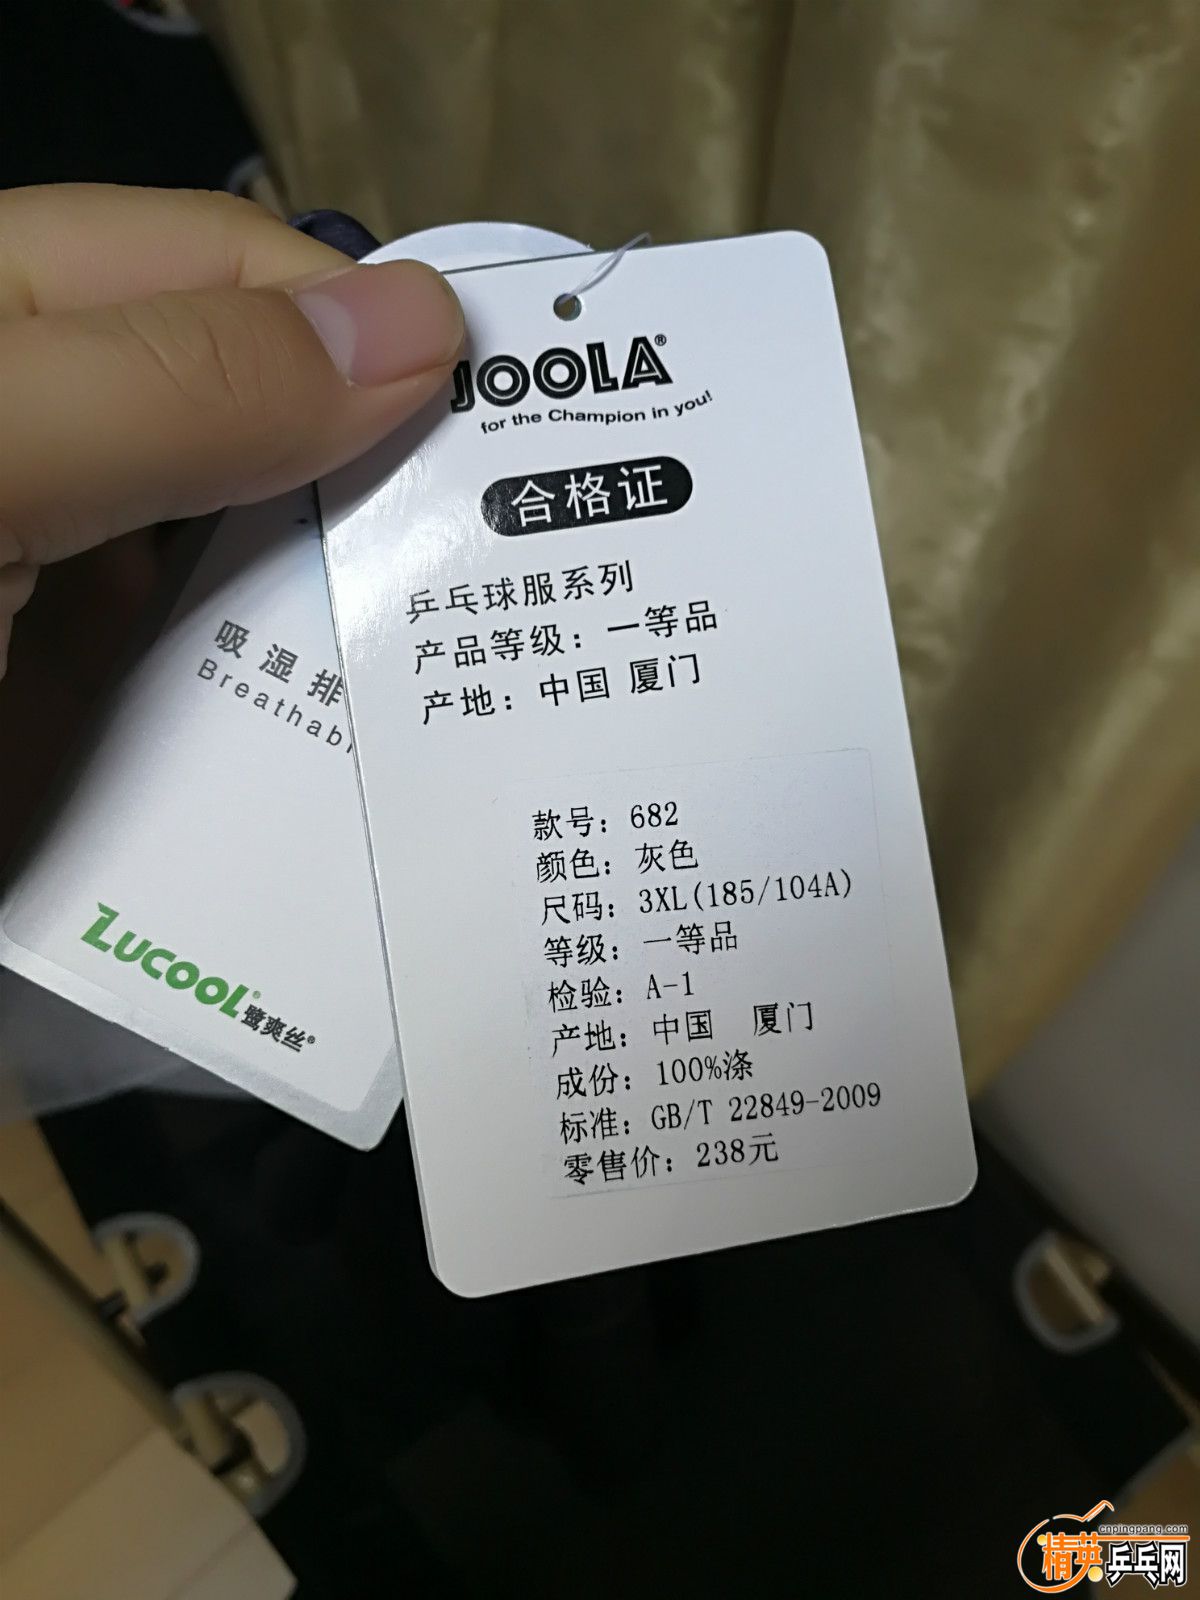 JOOLA®
for the Champion in you!
合格证
乒乓球服系列
产品等级：一等品
产地：中国 厦门
款号：682
颜色：灰色
尺码：3XL(185/104A)
等级：一等品
检验：A-1
产地：中国 厦门
成份：100%涤
标准：GB/T 22849-2009
零售价：238元
吸湿排
Breathabl
LUCOOL®鹭爽丝®
cnpingpang.com
精英乒乓网